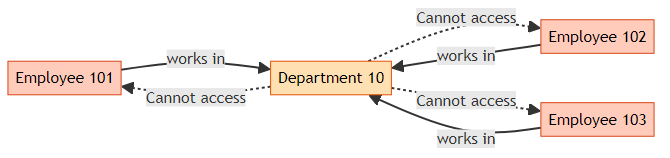 Employee 101
works in
Cannot access
Department 10
Cannot access
works in
Employee 102
Cannot access
works in
Employee 103